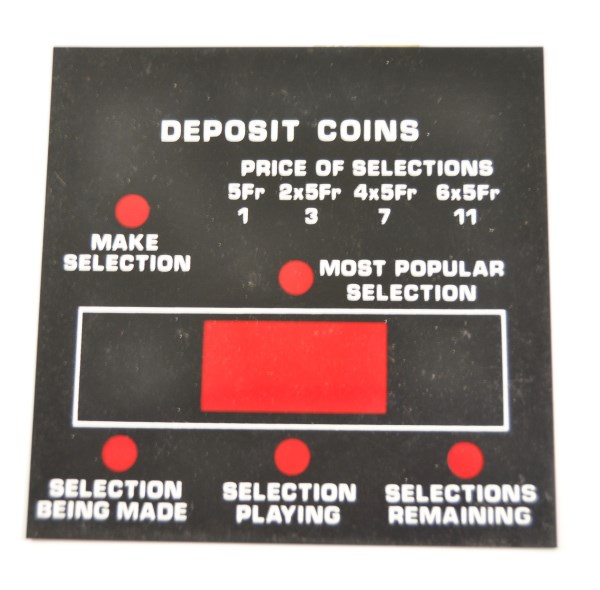 DEPOSIT COINS
PRICE OF SELECTIONS
5Fr 2x5Fr 4x5Fr 6x5Fr
1 3 7 11
MAKE
SELECTION
MOST POPULAR
SELECTION
SELECTION
BEING MADE
SELECTION
PLAYING
SELECTIONS
REMAINING